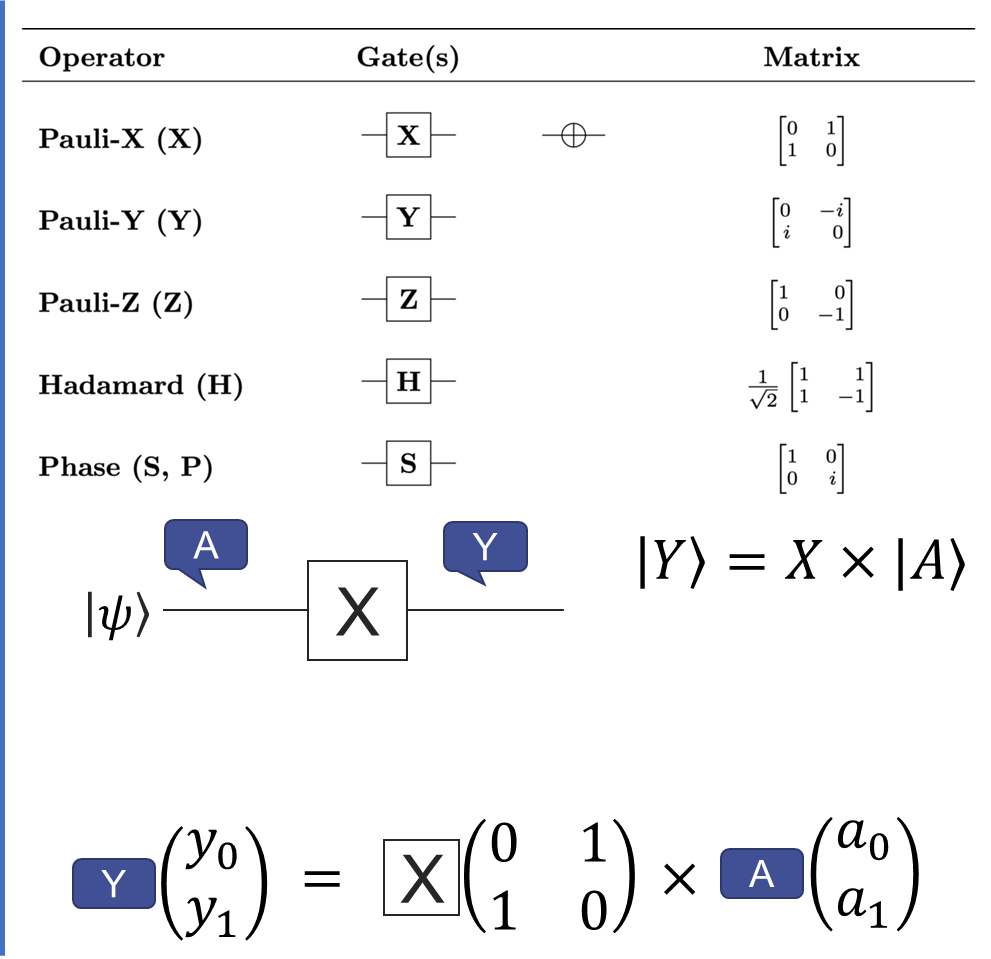 Operator Gate(s) Matrix
Pauli-X (X) X ⊕ [0 1
1 0]
Pauli-Y (Y) Y [0 −i
i 0]
Pauli-Z (Z) Z [1 0
0 −1]
Hadamard (H) H 1/√2 [1 1
1 −1]
Phase (S, P) S [1 0
0 i]
A Y |Y⟩ = X × |A⟩
|ψ⟩ X
Y (y₀
y₁) = X (0 1
1 0) × A (a₀
a₁)